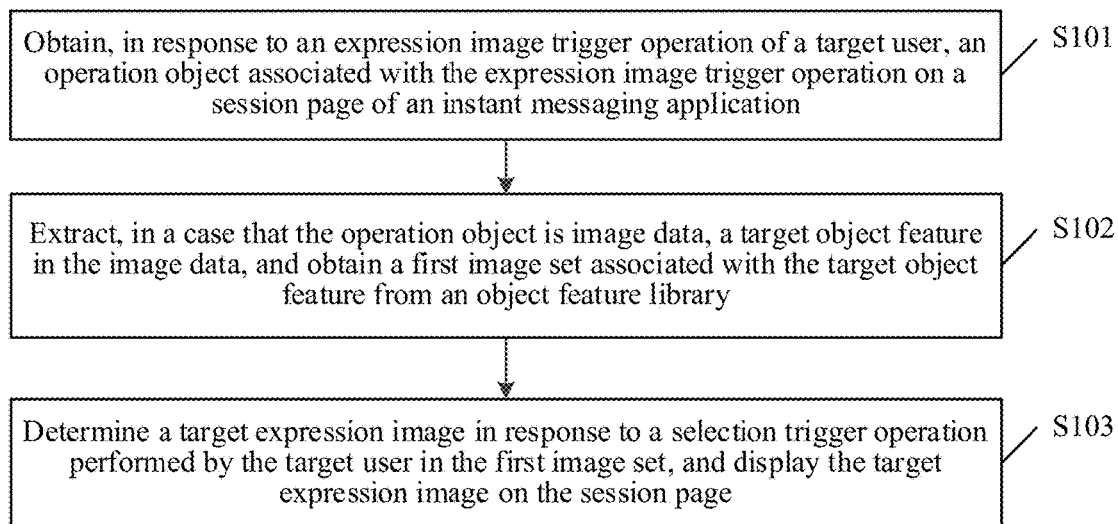 Obtain, in response to an expression image trigger operation of a target user, an
operation object associated with the expression image trigger operation on a
session page of an instant messaging application
S101
Extract, in a case that the operation object is image data, a target object feature
in the image data, and obtain a first image set associated with the target object
feature from an object feature library
S102
Determine a target expression image in response to a selection trigger operation
performed by the target user in the first image set, and display the target
expression image on the session page
S103